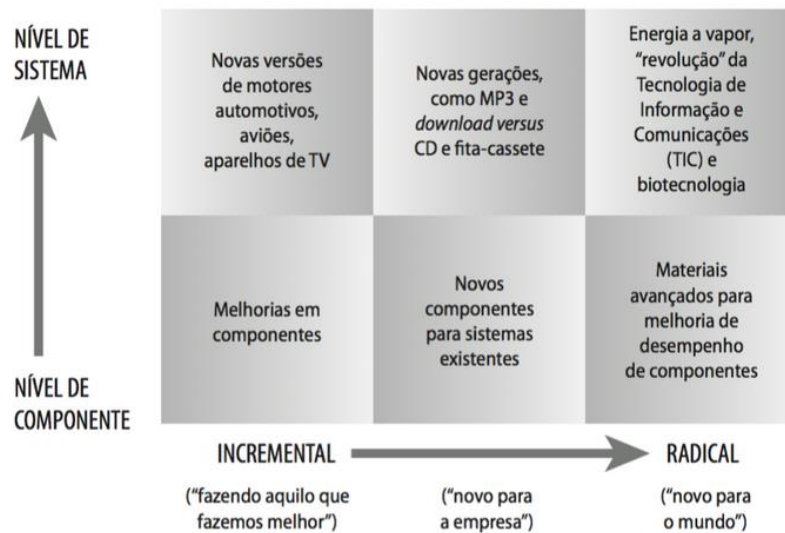 NÍVEL DE
SISTEMA
Novas versões
de motores
automotivos,
aviões,
aparelhos de TV
Novas gerações,
como MP3 e
download versus
CD e fita-cassete
Energia a vapor,
“revolução” da
Tecnologia de
Informação e
Comunicações
(TIC) e
biotecnologia
Melhorias em
componentes
Novos
componentes
para sistemas
existentes
Materiais
avançados para
melhoria de
desempenho
de componentes
NÍVEL DE
COMPONENTE
INCREMENTAL
RADICAL
(“fazendo aquilo que
fazemos melhor”)
(“novo para
a empresa”)
(“novo para
o mundo”)